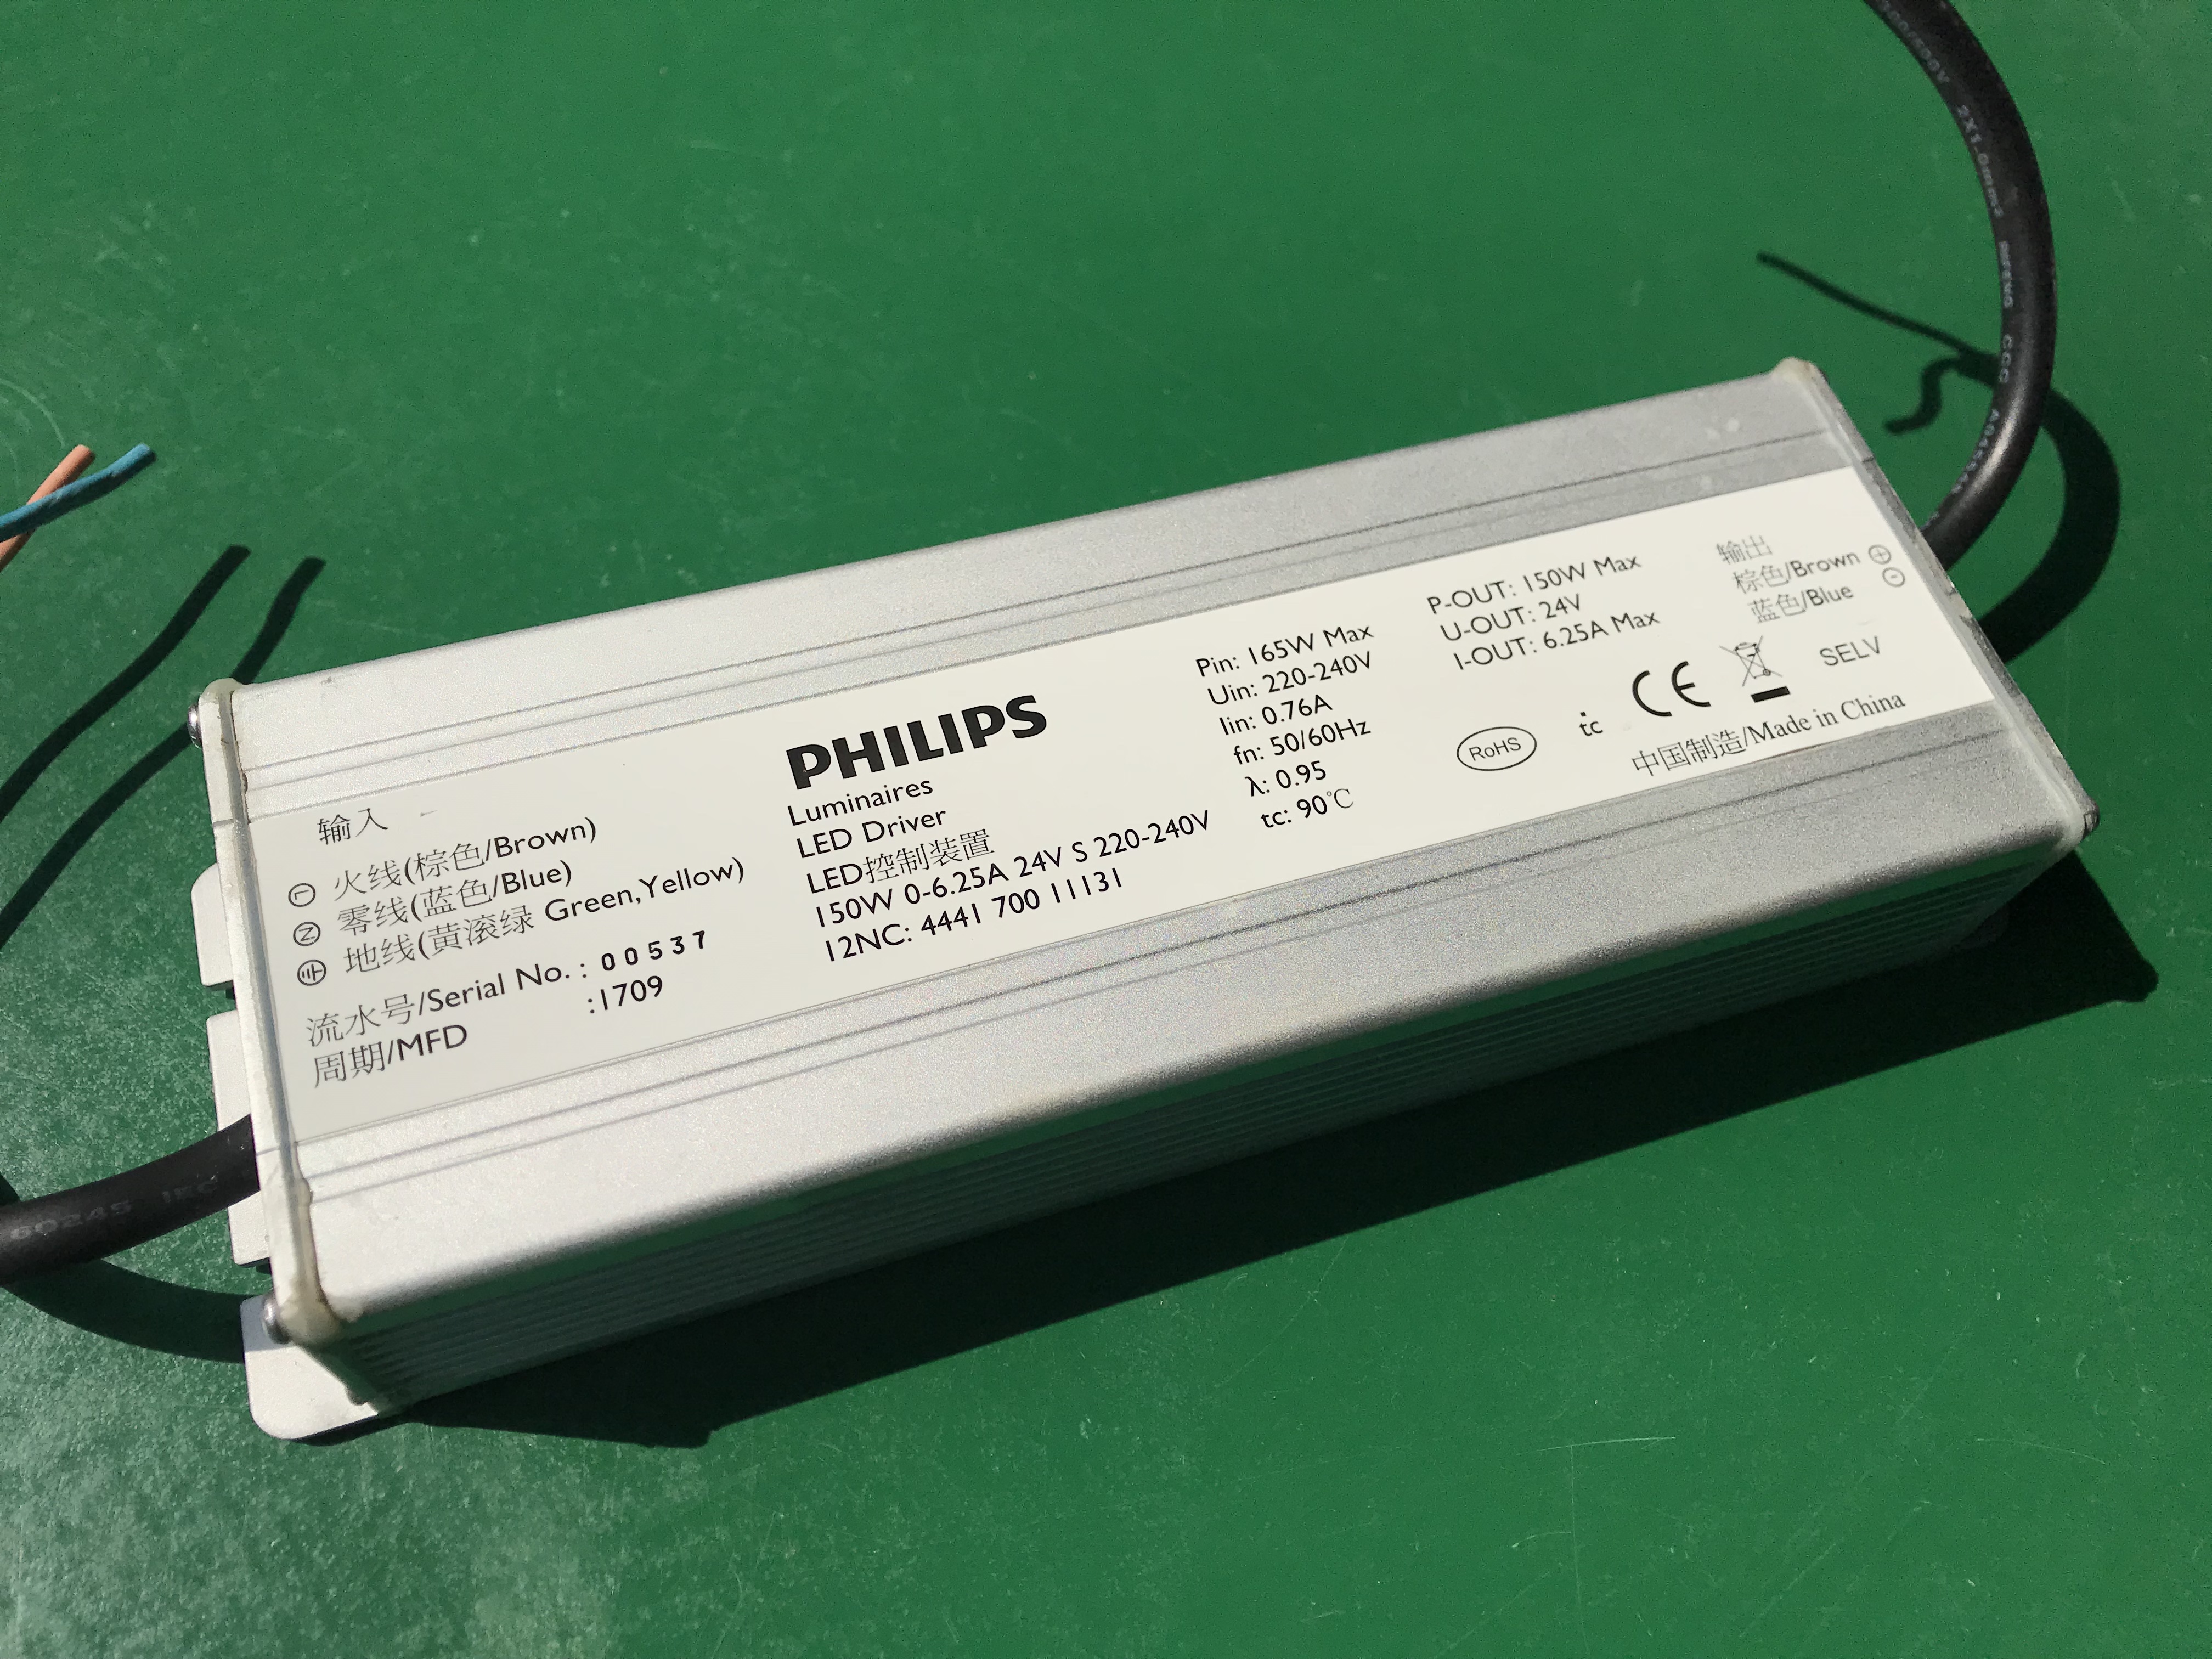 输入
L 火线(棕色/Brown)
N 零线(蓝色/Blue)
地线(黄滚绿 Green,Yellow)
流水号/Serial No. : 00537
周期/MFD :1709
PHILIPS
Luminaires
LED Driver
LED控制装置
150W 0-6.25A 24V S 220-240V
12NC: 4441 700 11131
Pin: 165W Max
Uin: 220-240V
Iin: 0.76A
fn: 50/60Hz
λ: 0.95
tc: 90℃
P-OUT: 150W Max
U-OUT: 24V
I-OUT: 6.25A Max
RoHS
tc
CE
SELV
中国制造/Made in China
输出
棕色/Brown +
蓝色/Blue -
2X1.0mm²
CCC
60245